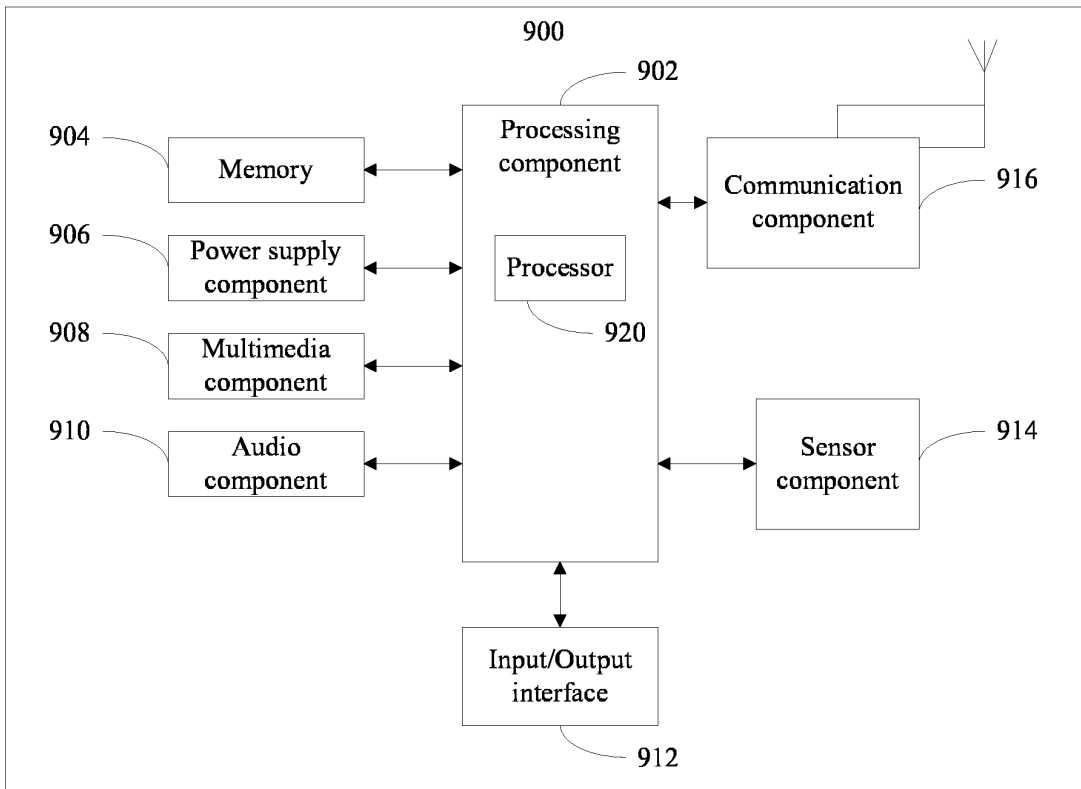 900
902
904
Memory
Processing
component
Communication
component
916
906
Power supply
component
Processor
920
908
Multimedia
component
910
Audio
component
Sensor
component
914
Input/Output
interface
912